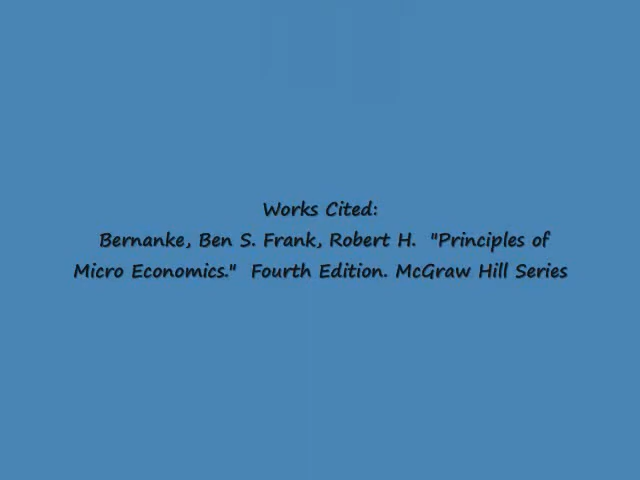 Works Cited:
Bernanke, Ben S. Frank, Robert H.  "Principles of
Micro Economics."  Fourth Edition. McGraw Hill Series